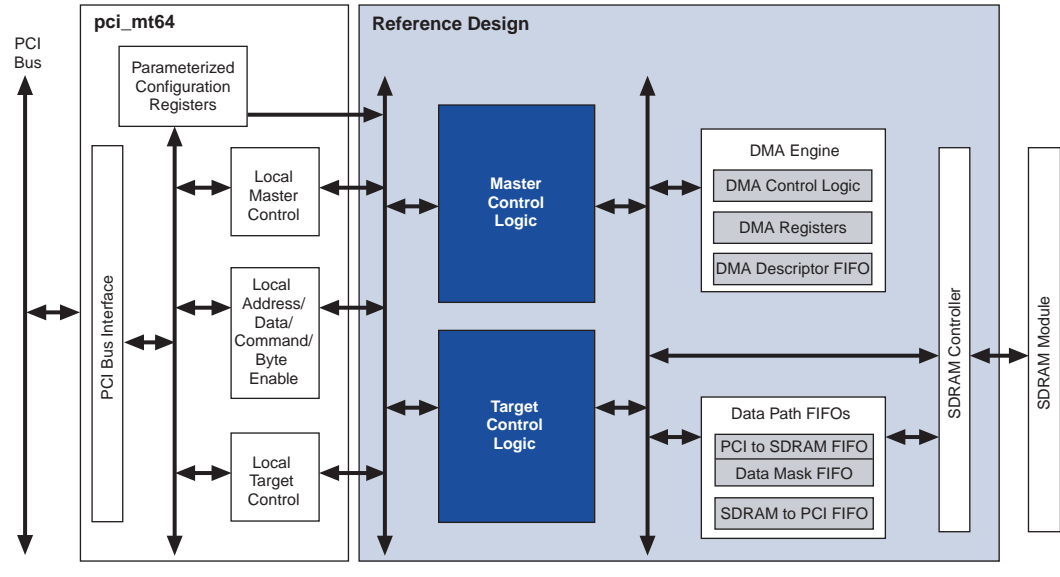 PCI
Bus
pci_mt64
Parameterized
Configuration
Registers
PCI Bus Interface
Local
Master
Control
Local
Address/
Data/
Command/
Byte
Enable
Local
Target
Control
Reference Design
Master
Control
Logic
Target
Control
Logic
DMA Engine
DMA Control Logic
DMA Registers
DMA Descriptor FIFO
Data Path FIFOs
PCI to SDRAM FIFO
Data Mask FIFO
SDRAM to PCI FIFO
SDRAM Controller
SDRAM Module